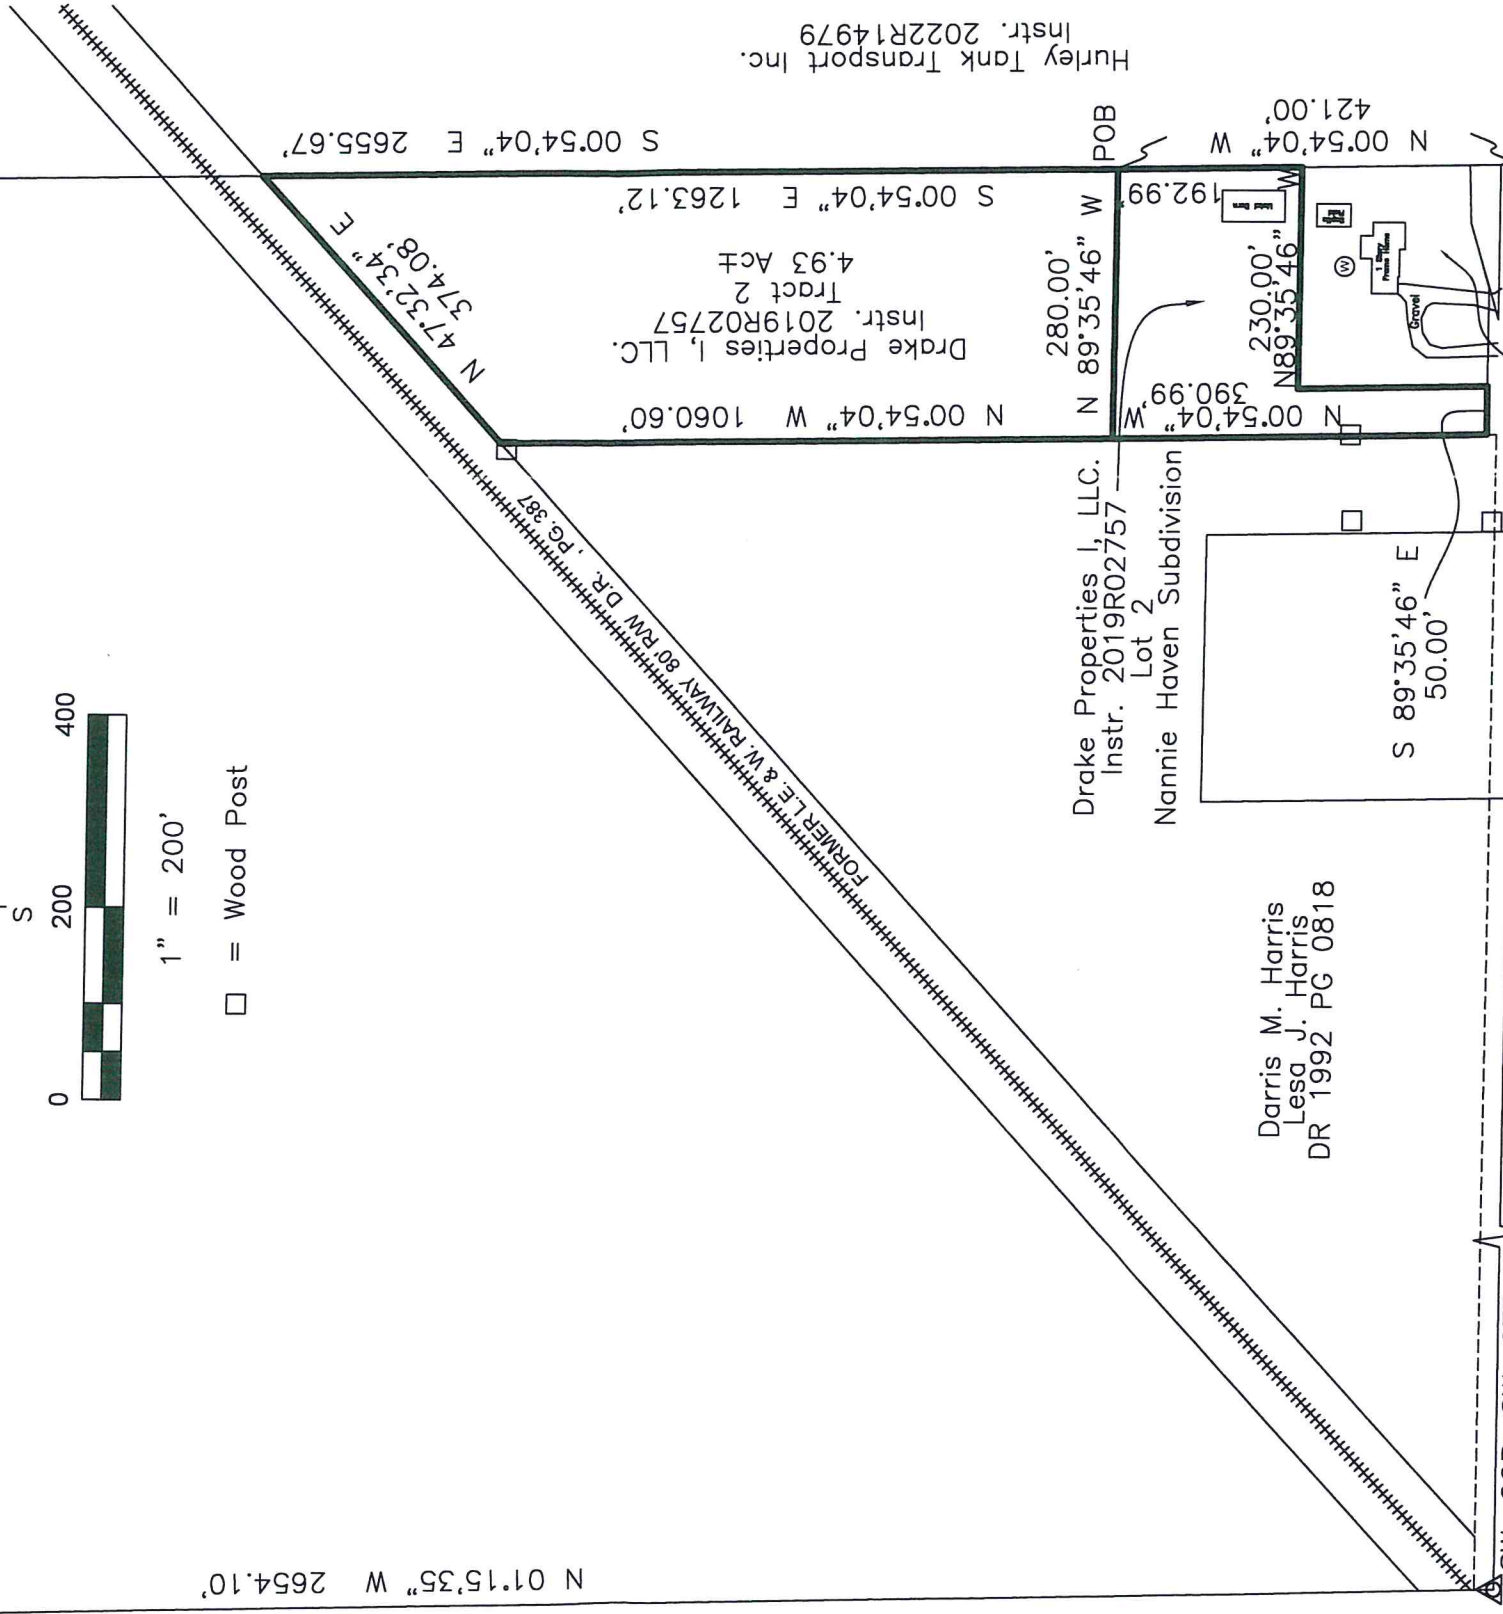 Hurley Tank Transport Inc.
Instr. 2022R14979
S 00°54'04" E 2655.67'
N 00°54'04" W
421.00'
POB
S 00°54'04" E 1263.12'
192.99'
N 47°32'34" E
374.08'
Drake Properties I, LLC.
Instr. 2019R02757
Tract 2
4.93 Ac±
280.00'
N 89°35'46" W
230.00'
N89°35'46" W
1 Story
Frame Home
W
Gravel
N 00°54'04" W 1060.60'
N 00°54'04" W
390.99'
FORMER L.E. & W. RAILWAY 80' R/W D.R. , PG. 387
Drake Properties I, LLC.
Instr. 2019R02757
Lot 2
Nannie Haven Subdivision
S 89°35'46" E
50.00'
S
0 200 400
1" = 200'
□ = Wood Post
Darris M. Harris
Lesa J. Harris
DR 1992 PG 0818
N 01°15'35" W 2654.10'